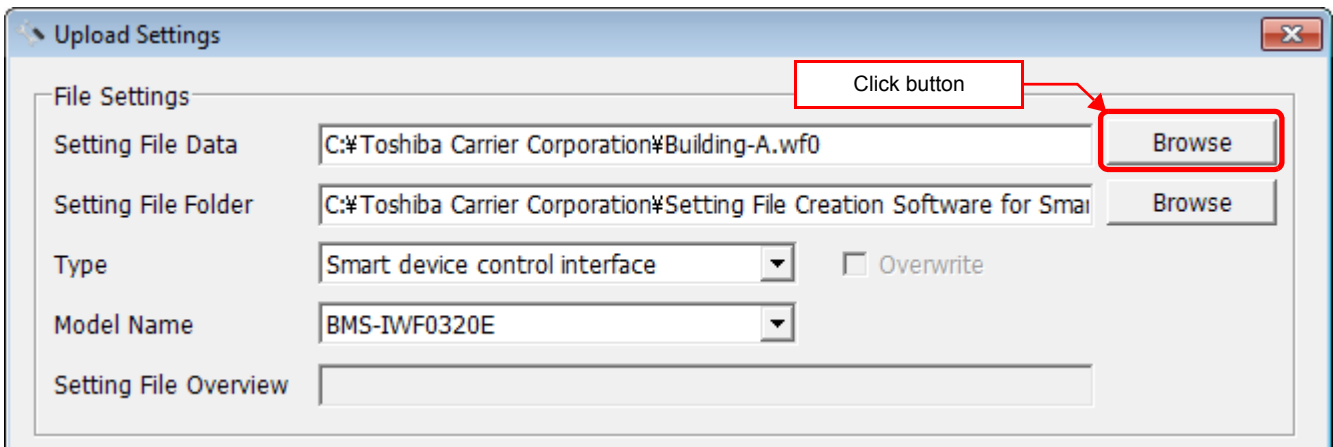 Upload Settings
Click button
File Settings
Setting File Data C:¥Toshiba Carrier Corporation¥Building-A.wf0 Browse
Setting File Folder C:¥Toshiba Carrier Corporation¥Setting File Creation Software for Smar Browse
Type Smart device control interface Overwrite
Model Name BMS-IWF0320E
Setting File Overview